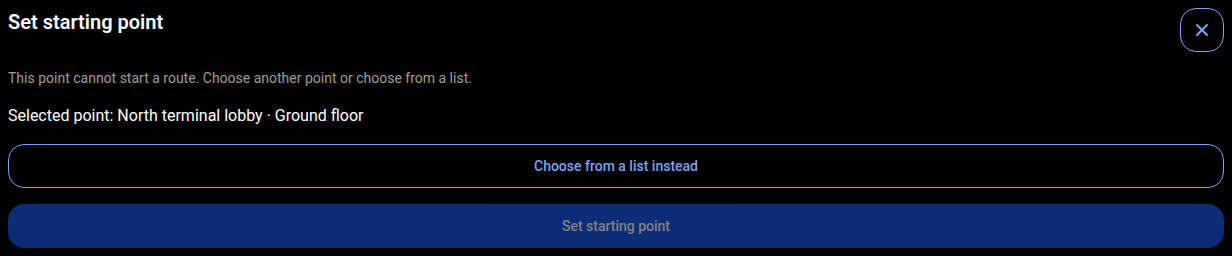 Set starting point
This point cannot start a route. Choose another point or choose from a list.
Selected point: North terminal lobby · Ground floor
Choose from a list instead
Set starting point